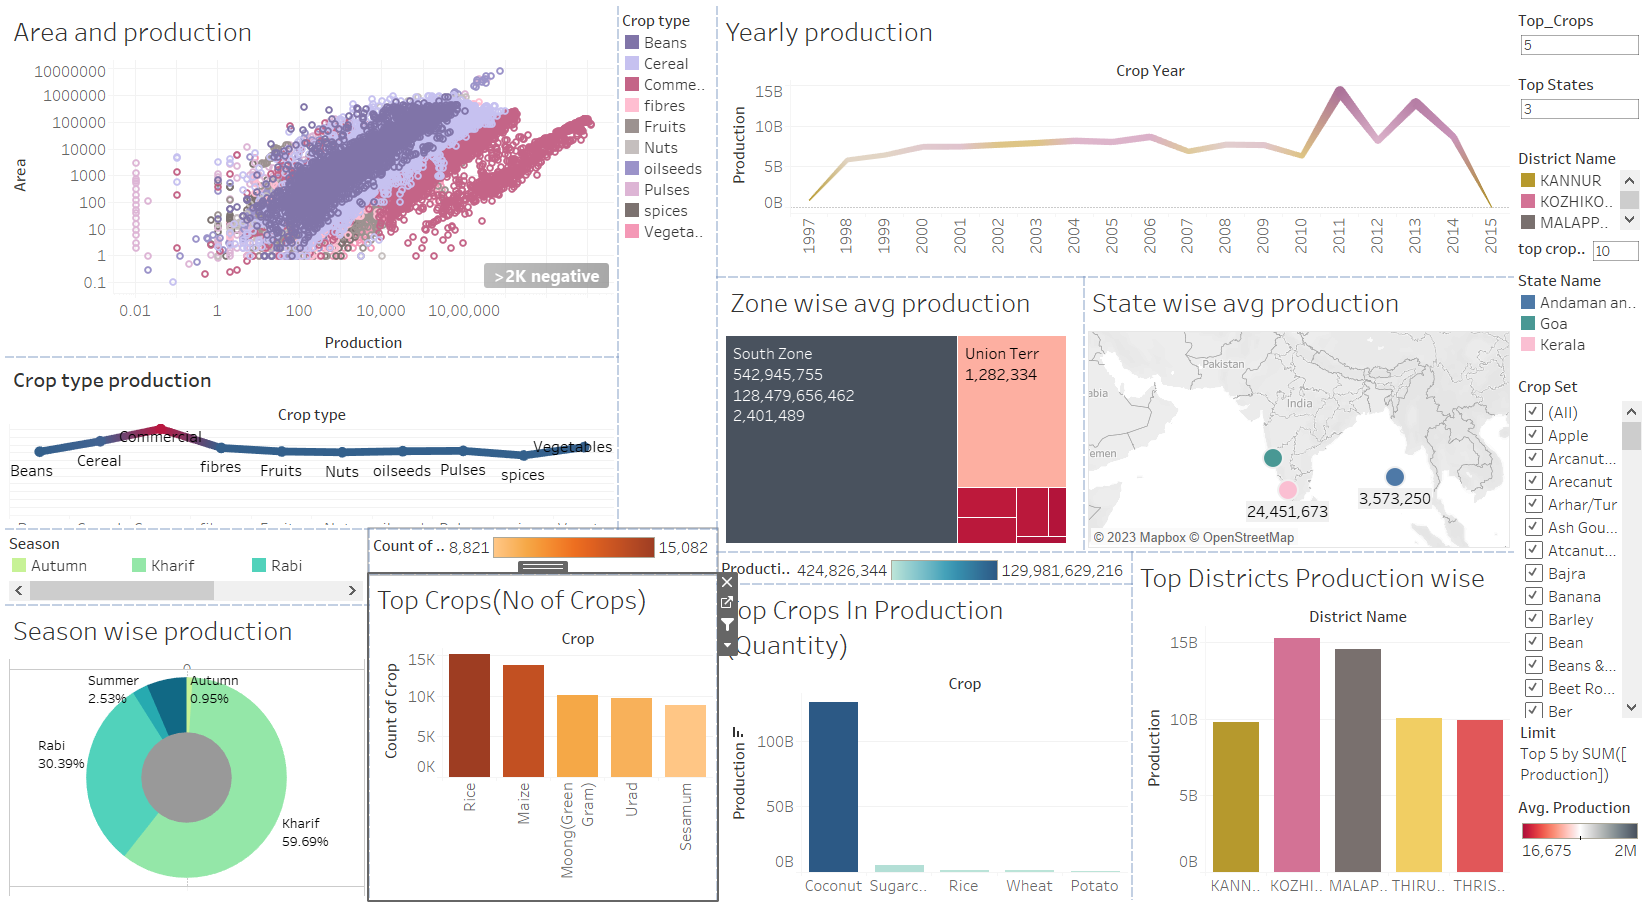 Area and production
Area
10000000
1000000
100000
10000
1000
100
10
1
0.1
>2K negative
0.01
1
100
10,000
10,00,000
Production
Crop type
Beans
Cereal
Comme..
fibres
Fruits
Nuts
oilseeds
Pulses
spices
Vegeta..
Yearly production
Crop Year
Production
15B
10B
5B
0B
1997
1998
1999
2000
2001
2002
2003
2004
2005
2006
2007
2008
2009
2010
2011
2012
2013
2014
2015
Top_Crops
5
Top States
3
District Name
KANNUR
KOZHIKO..
MALAPP..
top crop..
10
State Name
Andaman an..
Goa
Kerala
Crop type production
Crop type
Beans
Cereal
Commercial
fibres
Fruits
Nuts
oilseeds
Pulses
spices
Vegetables
Zone wise avg production
South Zone
542,945,755
128,479,656,462
2,401,489
Union Terr
1,282,334
State wise avg production
Pakistan
India
abia
emen
24,451,673
3,573,250
© 2023 Mapbox © OpenStreetMap
Crop Set
(All)
Apple
Arcanut...
Arecanut
Arhar/Tur
Ash Gou...
Atcanut...
Bajra
Banana
Barley
Bean
Beans &...
Beet Ro...
Ber
Limit
Top 5 by SUM([
Production])
Avg. Production
16,675
2M
Season
Autumn
Kharif
Rabi
Season wise production
0
Summer
2.53%
Autumn
0.95%
Rabi
30.39%
Kharif
59.69%
Count of ..
8,821
15,082
Top Crops(No of Crops)
Crop
Count of Crop
15K
10K
5K
0K
Rice
Maize
Moong(Green
Gram)
Urad
Sesamum
Producti..
424,826,344
129,981,629,216
op Crops In Production
(Quantity)
Crop
Production
100B
50B
0B
Coconut
Sugarc..
Rice
Wheat
Potato
Top Districts Production wise
District Name
Production
15B
10B
5B
0B
KANN..
KOZHI..
MALAP..
THIRU..
THRIS..